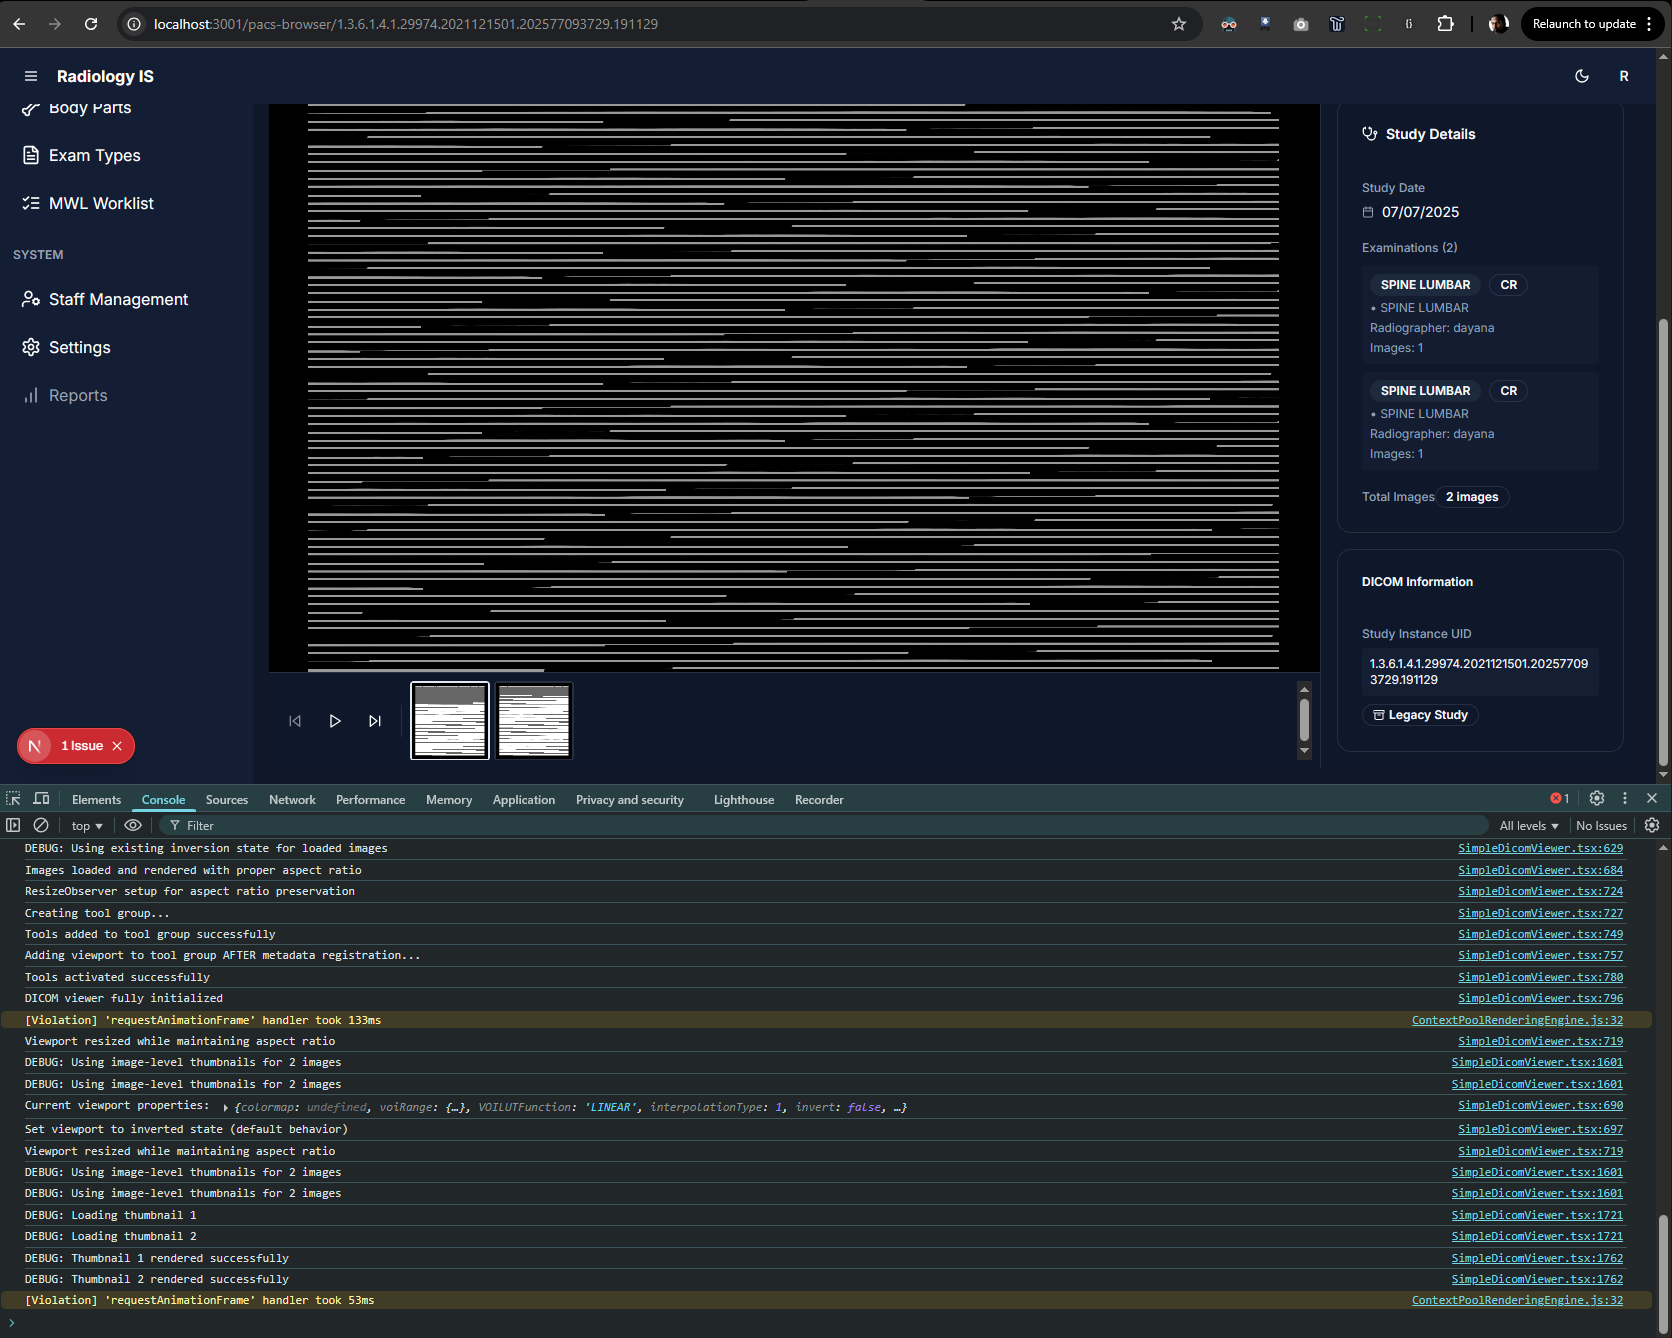 localhost:3001/pacs-browser/1.3.6.1.4.1.29974.2021121501.202577093729.191129
Relaunch to update
Radiology IS
R
Body Parts
Exam Types
MWL Worklist
SYSTEM
Staff Management
Settings
Reports
N
1 Issue
Study Details
Study Date
07/07/2025
Examinations (2)
SPINE LUMBAR CR
• SPINE LUMBAR
Radiographer: dayana
Images: 1
SPINE LUMBAR CR
• SPINE LUMBAR
Radiographer: dayana
Images: 1
Total Images 2 images
DICOM Information
Study Instance UID
1.3.6.1.4.1.29974.2021121501.20257709
3729.191129
Legacy Study
Elements Console Sources Network Performance Memory Application Privacy and security Lighthouse Recorder 1
top Filter All levels No Issues
DEBUG: Using existing inversion state for loaded images SimpleDicomViewer.tsx:629
Images loaded and rendered with proper aspect ratio SimpleDicomViewer.tsx:684
ResizeObserver setup for aspect ratio preservation SimpleDicomViewer.tsx:724
Creating tool group... SimpleDicomViewer.tsx:727
Tools added to tool group successfully SimpleDicomViewer.tsx:749
Adding viewport to tool group AFTER metadata registration... SimpleDicomViewer.tsx:757
Tools activated successfully SimpleDicomViewer.tsx:780
DICOM viewer fully initialized SimpleDicomViewer.tsx:796
[Violation] 'requestAnimationFrame' handler took 133ms ContextPoolRenderingEngine.js:32
Viewport resized while maintaining aspect ratio SimpleDicomViewer.tsx:719
DEBUG: Using image-level thumbnails for 2 images SimpleDicomViewer.tsx:1601
DEBUG: Using image-level thumbnails for 2 images SimpleDicomViewer.tsx:1601
Current viewport properties: {colormap: undefined, voiRange: {…}, VOILUTFunction: 'LINEAR', interpolationType: 1, invert: false, …} SimpleDicomViewer.tsx:690
Set viewport to inverted state (default behavior) SimpleDicomViewer.tsx:697
Viewport resized while maintaining aspect ratio SimpleDicomViewer.tsx:719
DEBUG: Using image-level thumbnails for 2 images SimpleDicomViewer.tsx:1601
DEBUG: Using image-level thumbnails for 2 images SimpleDicomViewer.tsx:1601
DEBUG: Loading thumbnail 1 SimpleDicomViewer.tsx:1721
DEBUG: Loading thumbnail 2 SimpleDicomViewer.tsx:1721
DEBUG: Thumbnail 1 rendered successfully SimpleDicomViewer.tsx:1762
DEBUG: Thumbnail 2 rendered successfully SimpleDicomViewer.tsx:1762
[Violation] 'requestAnimationFrame' handler took 53ms ContextPoolRenderingEngine.js:32